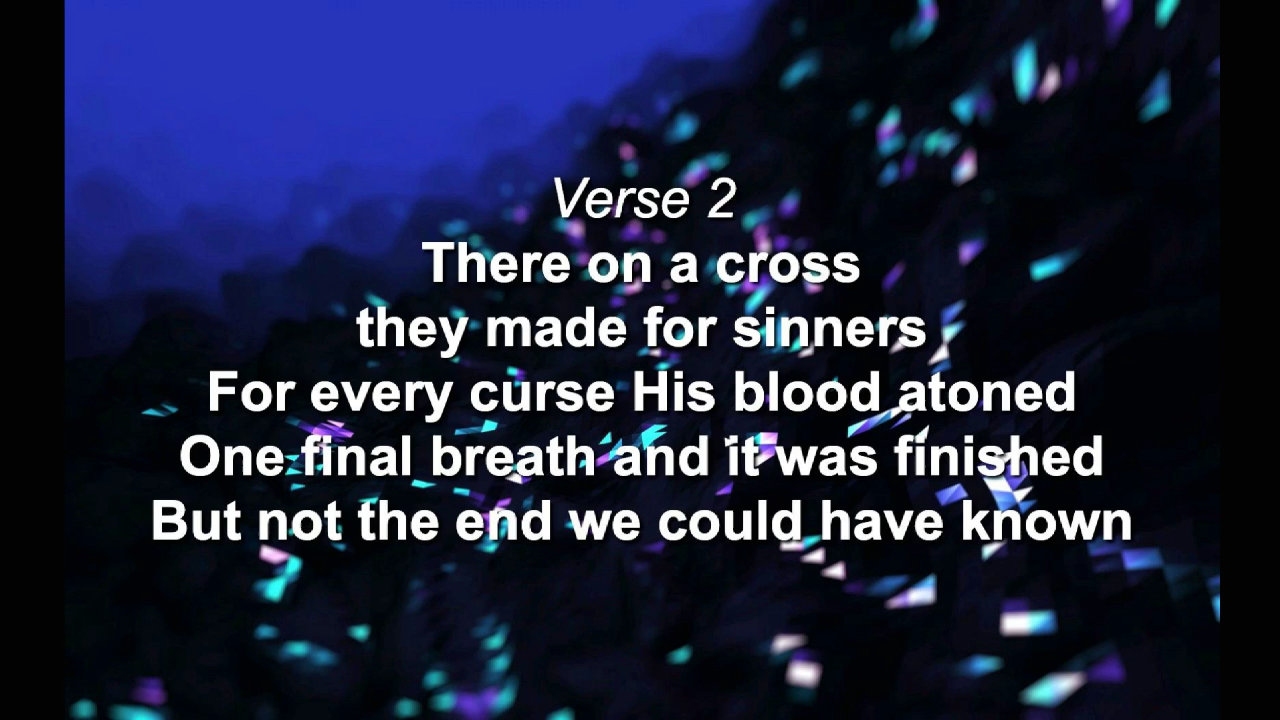 Verse 2
There on a cross
they made for sinners
For every curse His blood atoned
One final breath and it was finished
But not the end we could have known